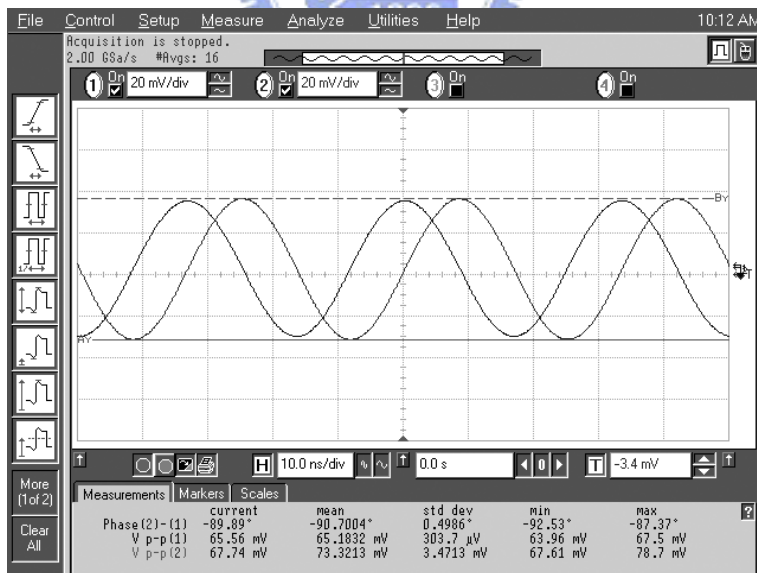 File Control Setup Measure Analyze Utilities Help 10:12 AM
Acquisition is stopped.
2.00 GSa/s #Avgs: 16
1 On 20 mV/div 2 On 20 mV/div 3 On 4 On
BY
T
AY
H 10.0 ns/div 0.0 s 0 T -3.4 mV
More
(1of 2)
Clear
All
Measurements Markers Scales
?
current mean std dev min max
Phase(2)-(1) -89.89° -90.7004° 0.4986° -92.53° -87.37°
V p-p(1) 65.56 mV 65.1832 mV 303.7 µV 63.96 mV 67.5 mV
V p-p(2) 67.74 mV 73.3213 mV 3.4713 mV 67.61 mV 78.7 mV